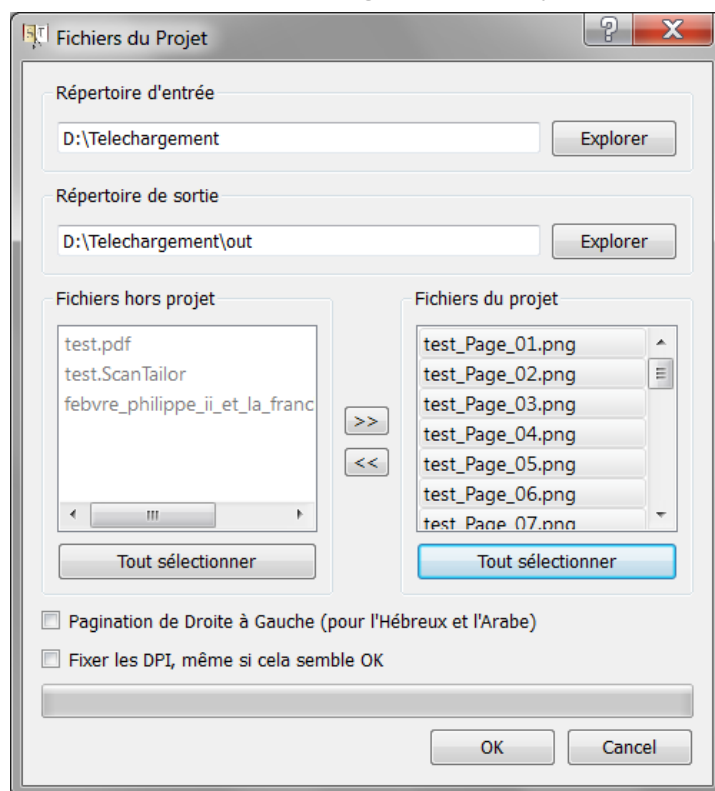 Fichiers du Projet
Répertoire d'entrée
D:\Telechargement
Explorer
Répertoire de sortie
D:\Telechargement\out
Explorer
Fichiers hors projet
test.pdf
test.ScanTailor
febvre_philippe_ii_et_la_franc
Tout sélectionner
>>
<<
Fichiers du projet
test_Page_01.png
test_Page_02.png
test_Page_03.png
test_Page_04.png
test_Page_05.png
test_Page_06.png
test_Page_07.png
Tout sélectionner
Pagination de Droite à Gauche (pour l'Hébreux et l'Arabe)
Fixer les DPI, même si cela semble OK
OK
Cancel